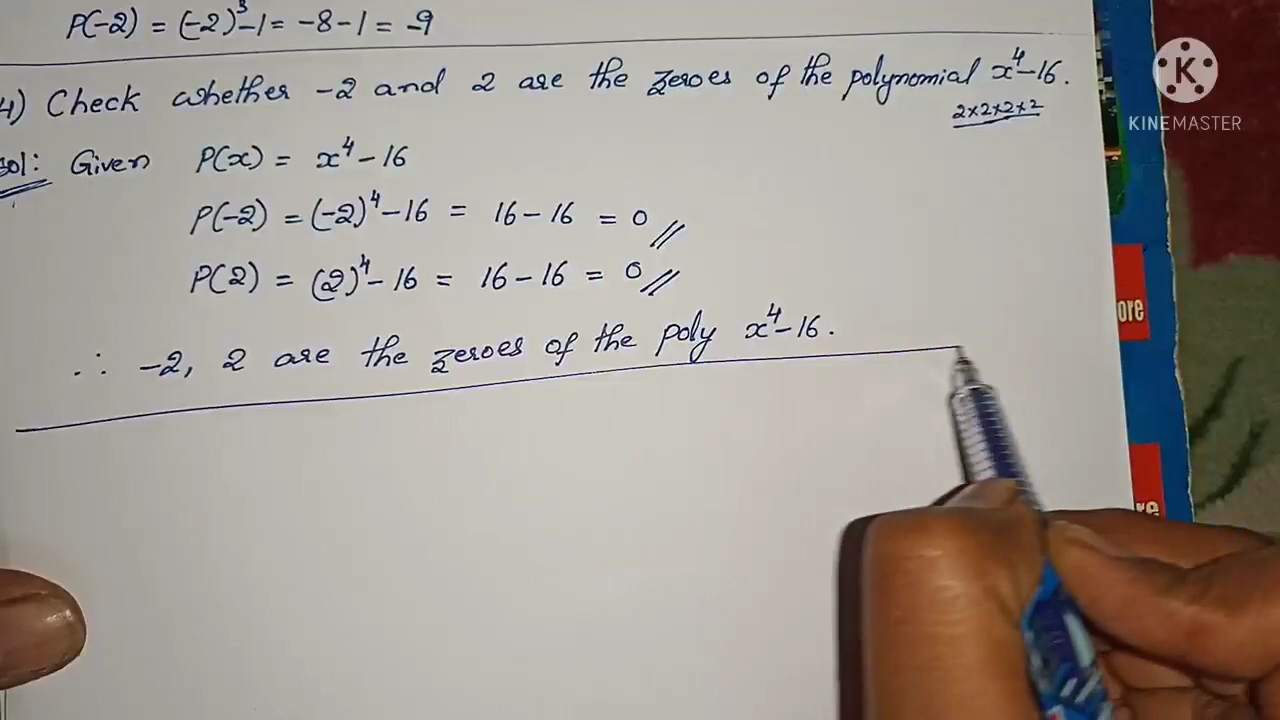 P(-2) = (-2)³-1 = -8-1 = -9
4) Check whether -2 and 2 are the zeroes of the polynomial x⁴-16.
2×2×2×2
Sol: Given P(x) = x⁴-16
P(-2) = (-2)⁴-16 = 16-16 = 0//
P(2) = (2)⁴-16 = 16-16 = 0//
∴ -2, 2 are the zeroes of the poly x⁴-16.
K
KINEMASTER
ore
re